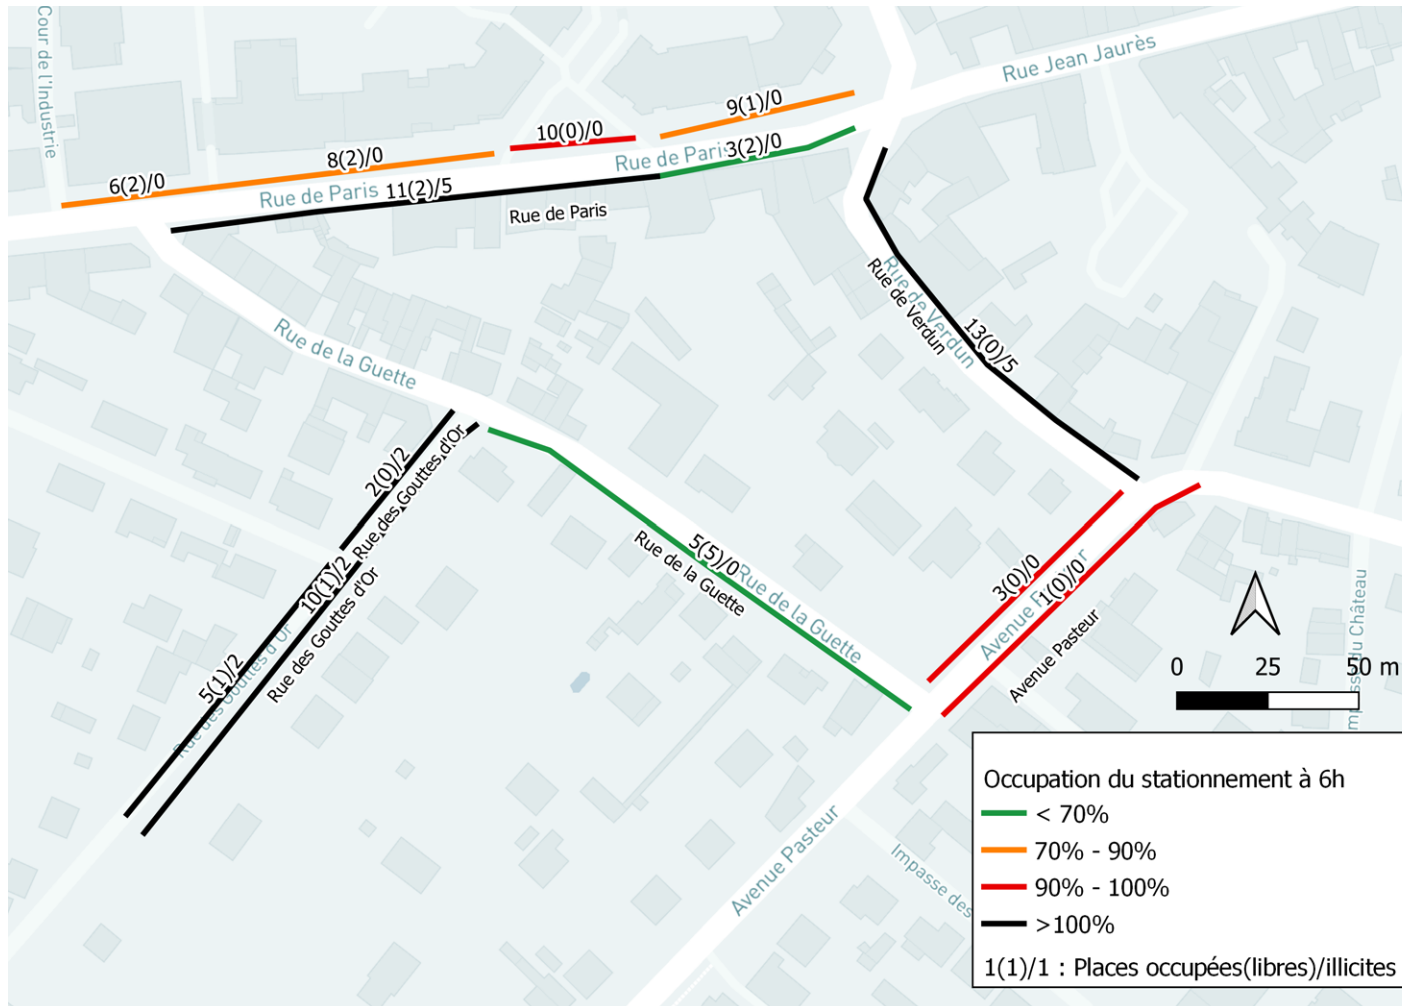 Cour de l'Industrie
Rue Jean Jaurès
9(1)/0
10(0)/0
8(2)/0
6(2)/0
Rue de Paris
3(2)/0
Rue de Paris
11(2)/5
Rue de Paris
Rue de Verdun
Rue de Verdun
13(0)/5
Rue de la Guette
2(0)/2
Rue des Gouttes d'Or
10(1)/2
Rue des Gouttes d'Or
5(1)/2
Rue des Gouttes d'Or
5(5)/0
Rue de la Guette
Rue de la Guette
3(0)/0
1(0)/0
Avenue Pasteur
Avenue Pasteur
Impasse du Château
0 25 50 m
Avenue Pasteur
Impasse des
Occupation du stationnement à 6h
< 70%
70% - 90%
90% - 100%
>100%
1(1)/1 : Places occupées(libres)/illicites